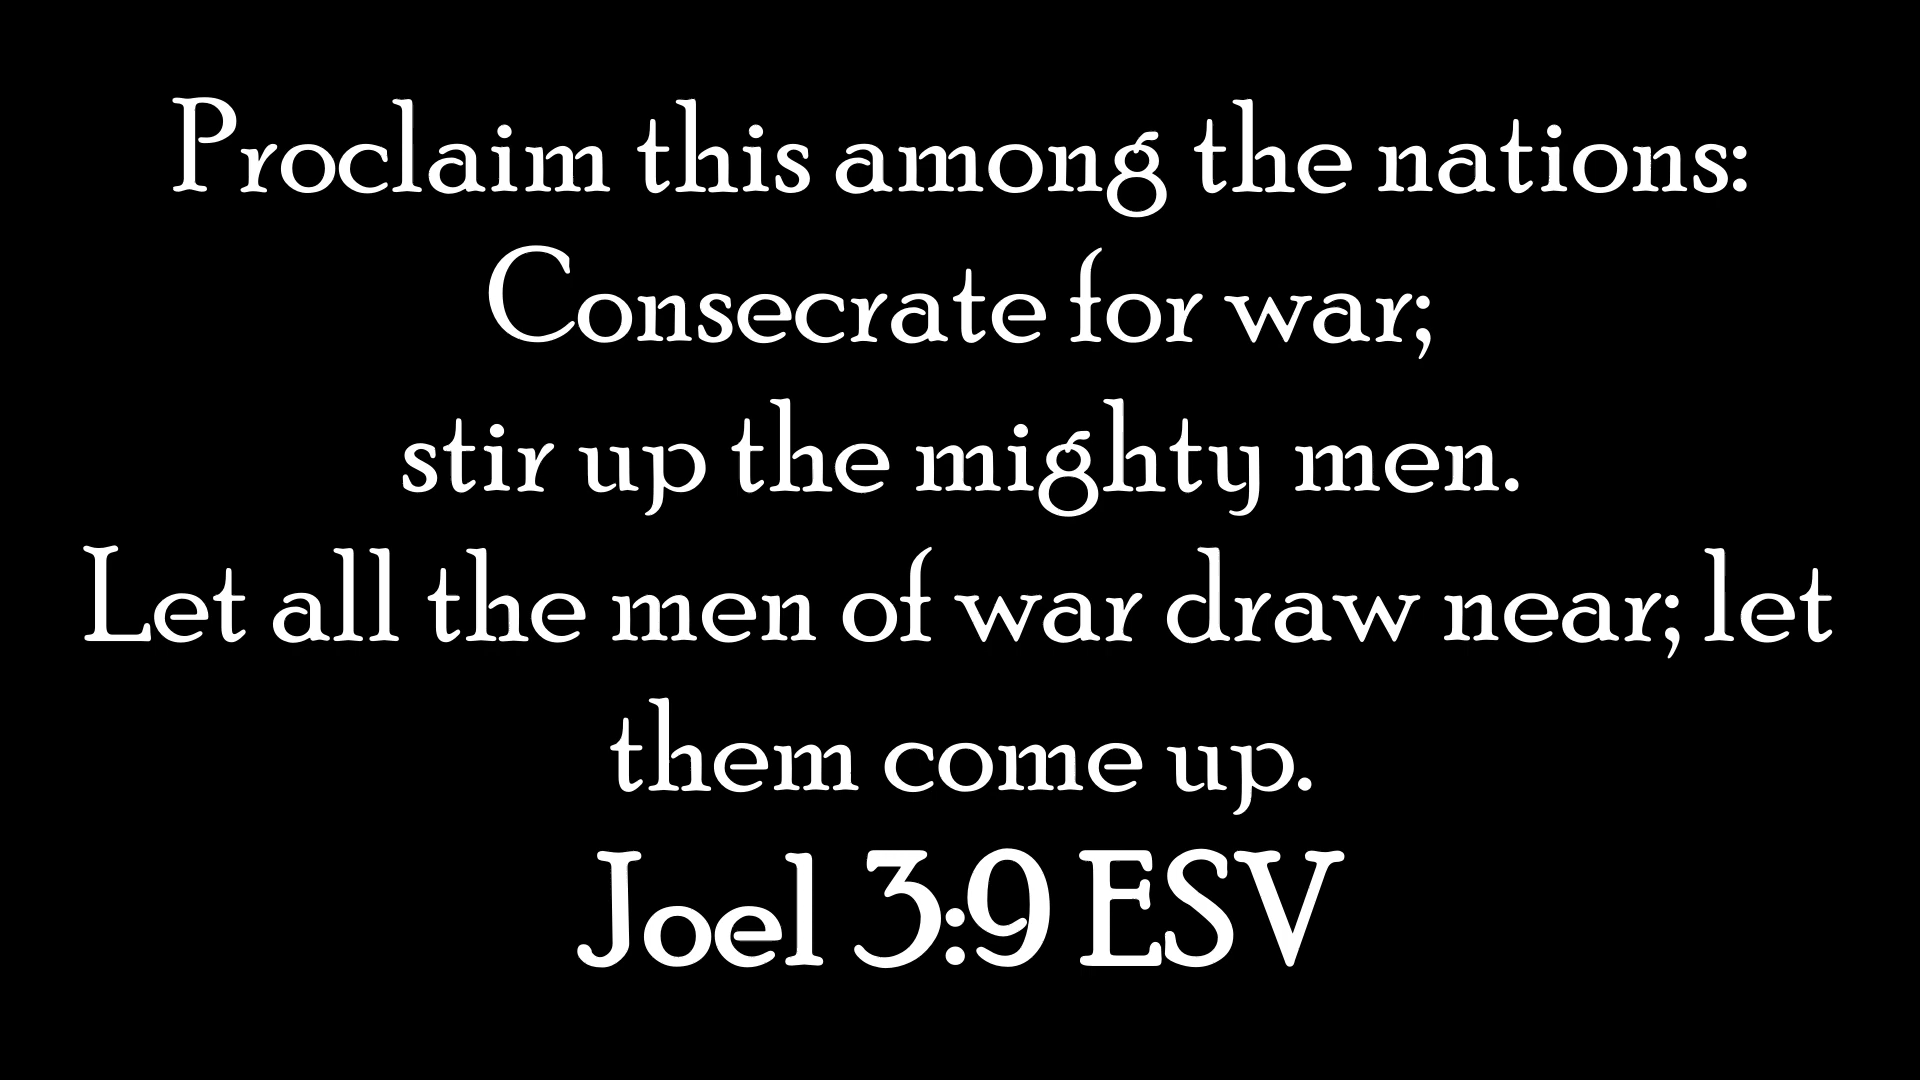 Proclaim this among the nations:
Consecrate for war;
stir up the mighty men.
Let all the men of war draw near; let
them come up.
Joel 3:9 ESV